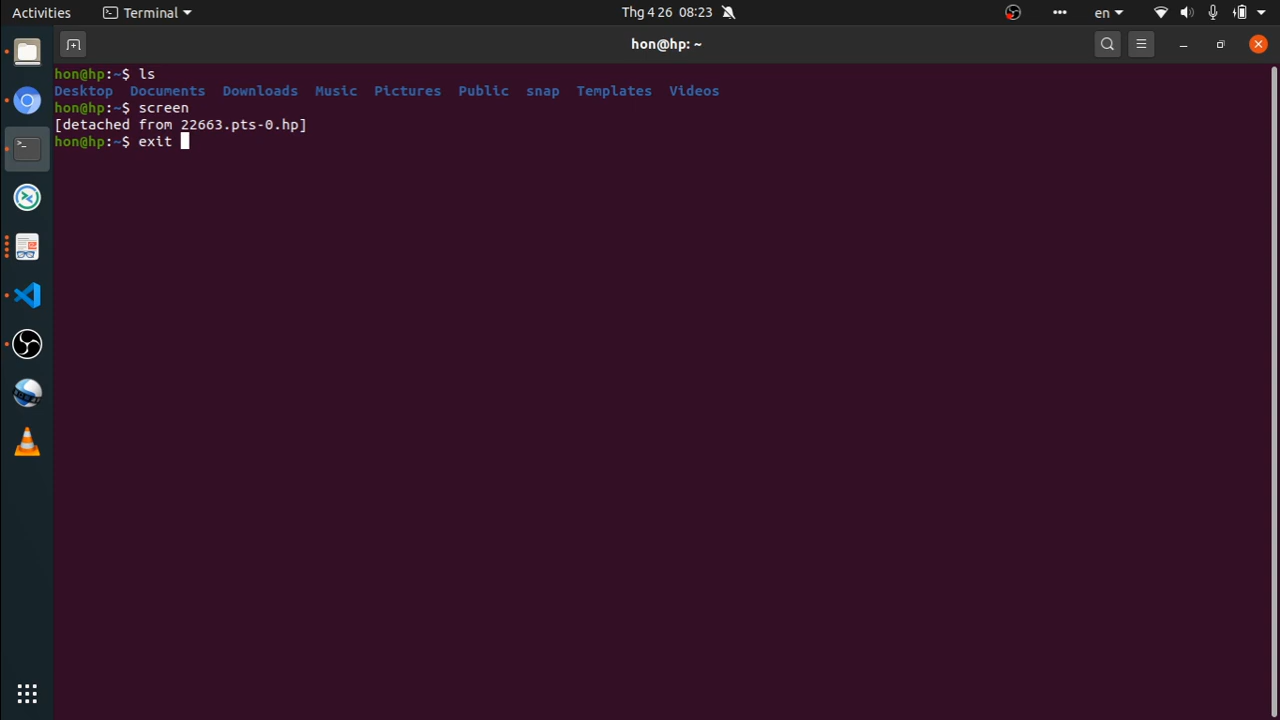 Activities Terminal Thg 4 26 08:23 en
hon@hp: ~
hon@hp:~$ ls
Desktop Documents Downloads Music Pictures Public snap Templates Videos
hon@hp:~$ screen
[detached from 22663.pts-0.hp]
hon@hp:~$ exit